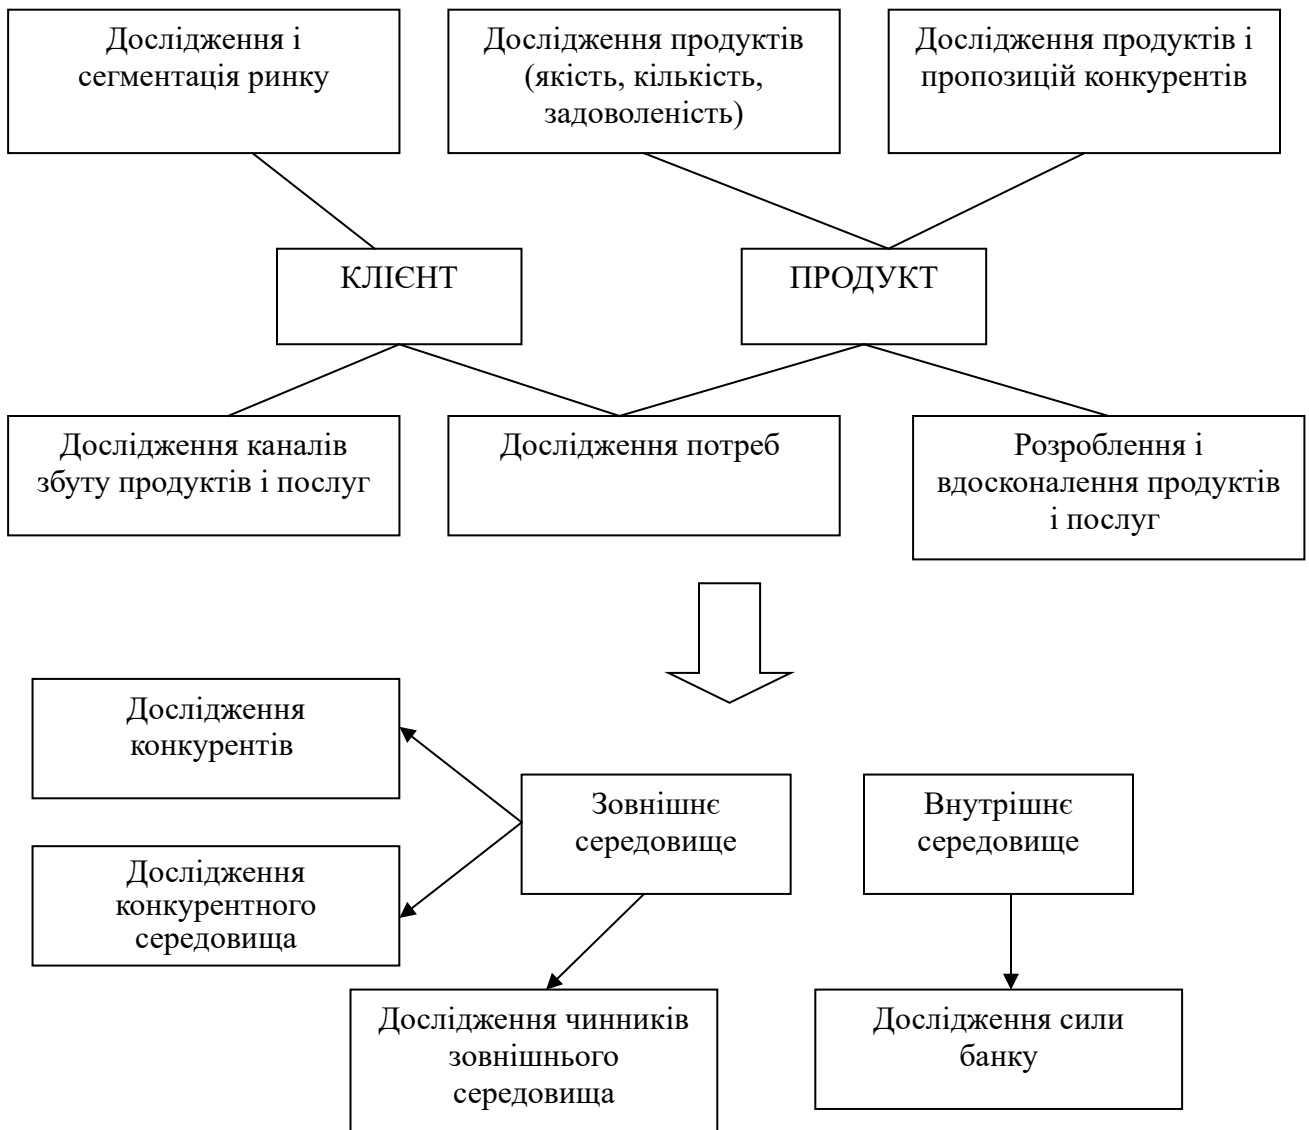 Дослідження і
сегментація ринку
Дослідження продуктів
(якість, кількість,
задоволеність)
Дослідження продуктів і
пропозицій конкурентів
КЛІЄНТ
ПРОДУКТ
Дослідження каналів
збуту продуктів і послуг
Дослідження потреб
Розроблення і
вдосконалення продуктів
і послуг
Дослідження
конкурентів
Зовнішнє
середовище
Внутрішнє
середовище
Дослідження
конкурентного
середовища
Дослідження чинників
зовнішнього
середовища
Дослідження сили
банку